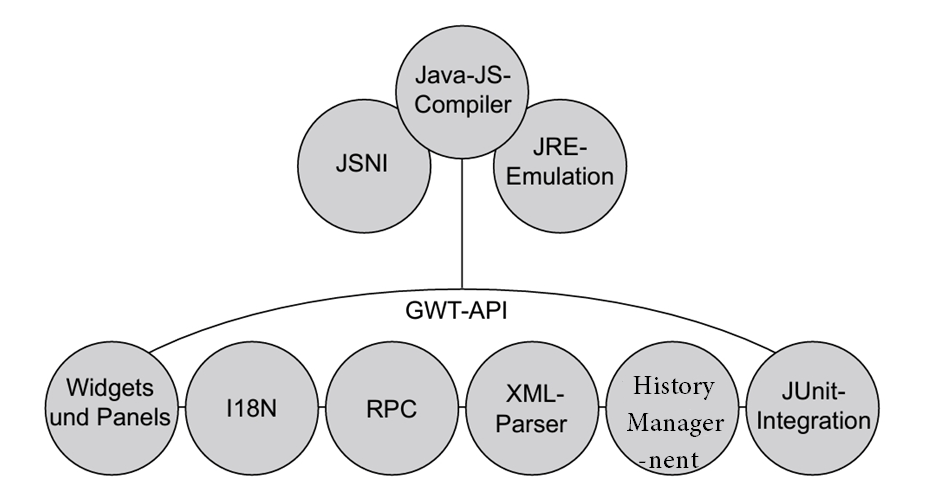 Java-JS-
Compiler
JSNI
JRE-
Emulation
GWT-API
Widgets
und Panels
I18N
RPC
XML-
Parser
History
Manager
-nent
JUnit-
Integration